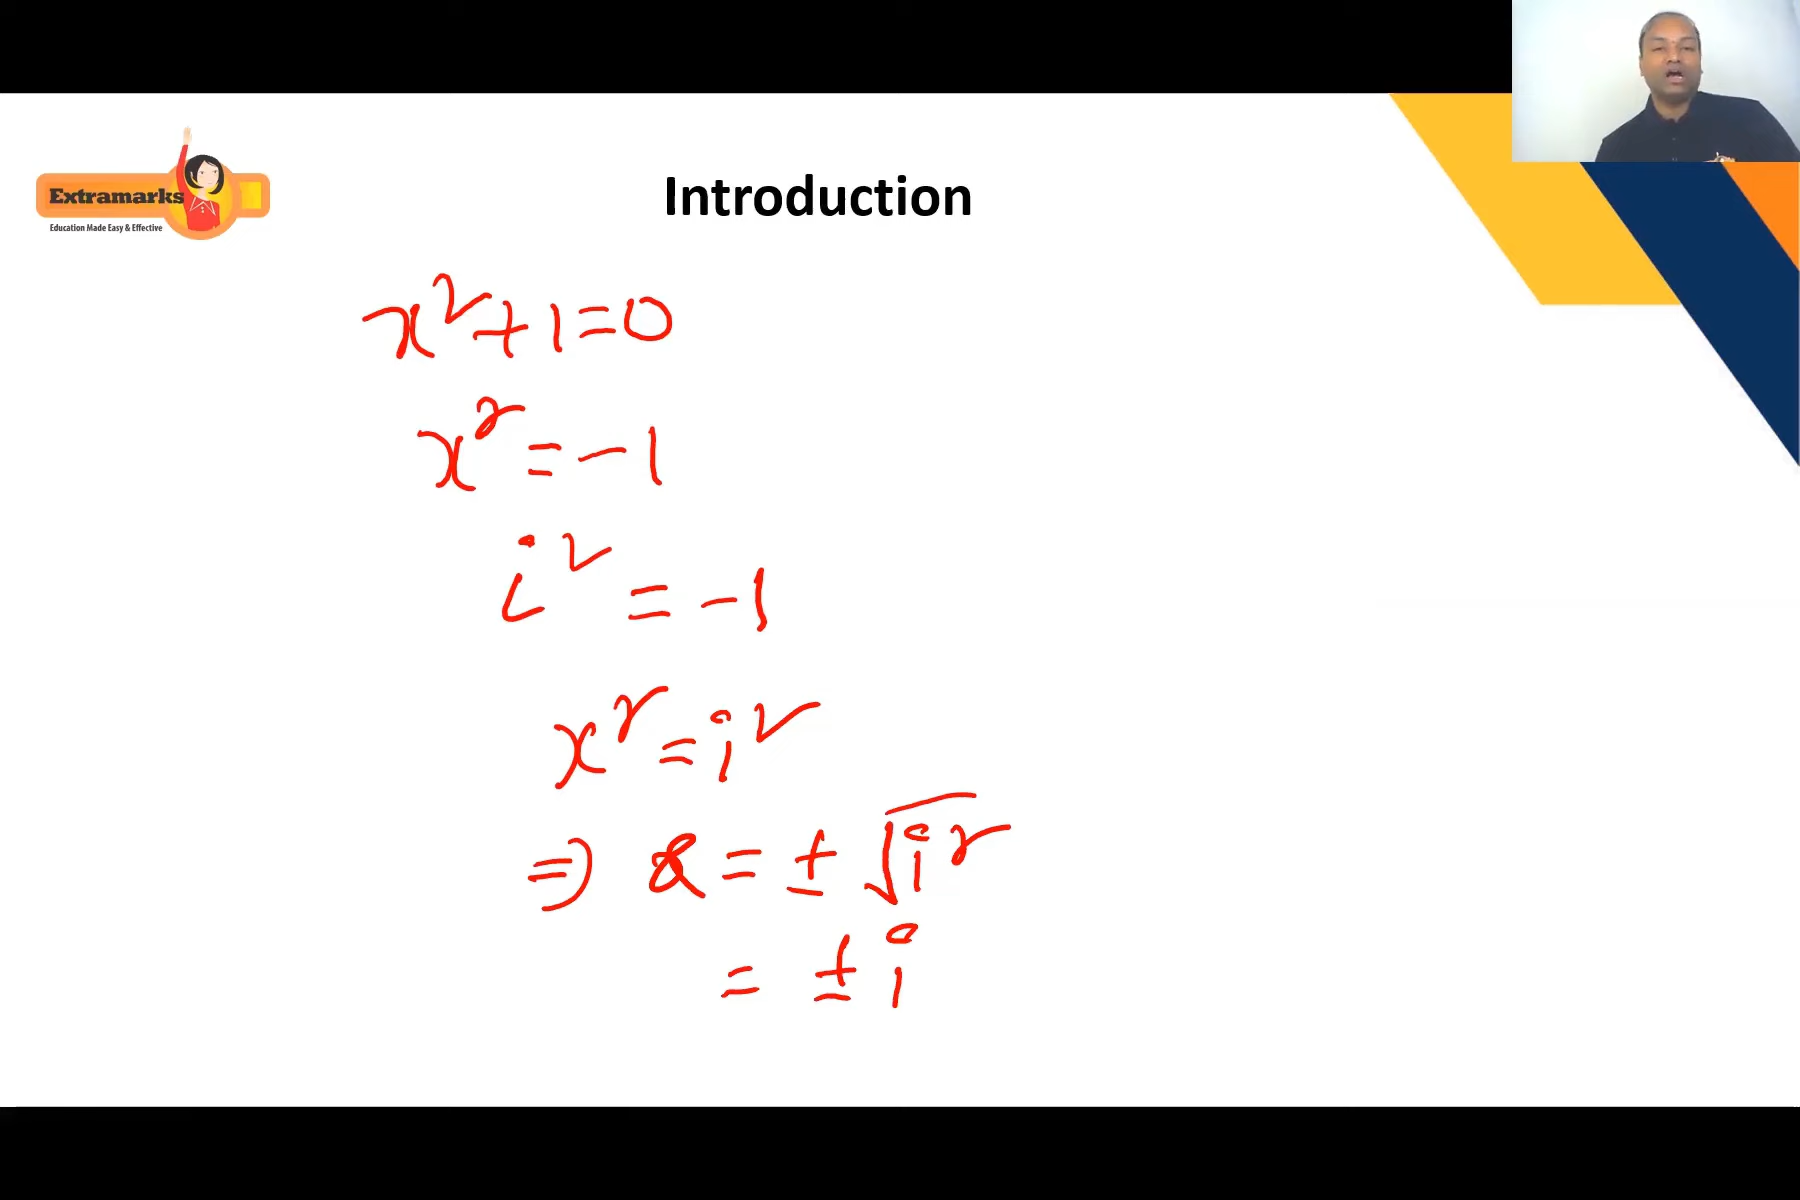 Extramarks
Education Made Easy & Effective
Introduction
x²+1=0
x²=-1
i²=-1
x²=i²
⇒ x=±√i²
=±i